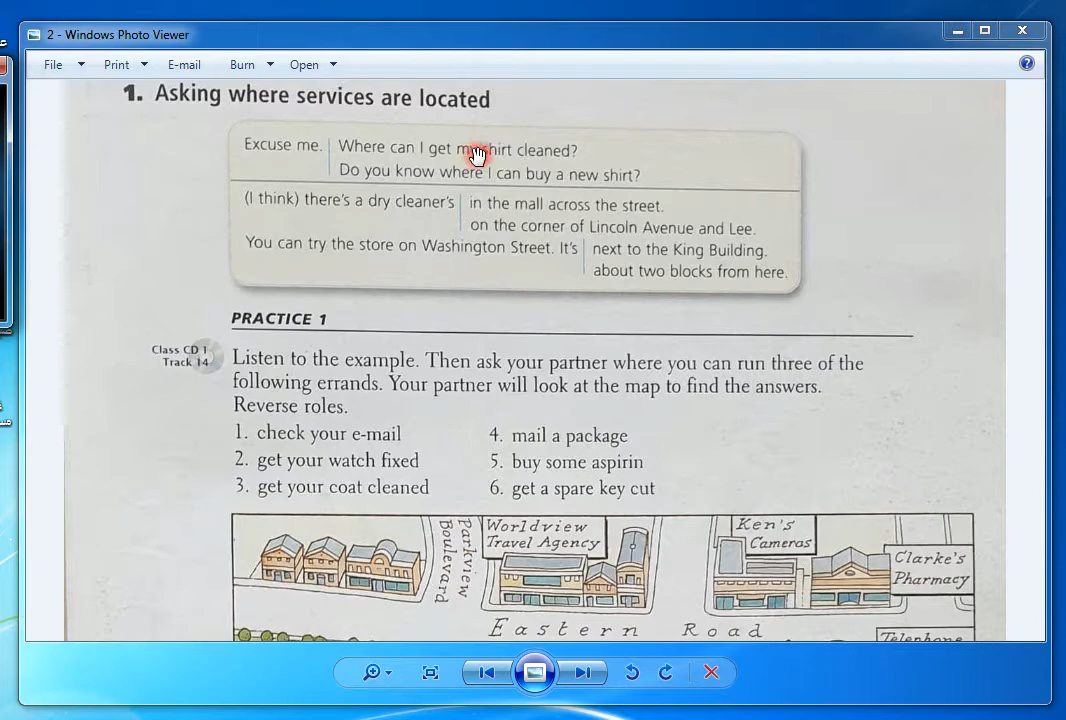 2 - Windows Photo Viewer
File Print E-mail Burn Open
1. Asking where services are located
Excuse me. Where can I get my shirt cleaned?
Do you know where I can buy a new shirt?
(I think) there's a dry cleaner's in the mall across the street.
on the corner of Lincoln Avenue and Lee.
You can try the store on Washington Street. It's next to the King Building.
about two blocks from here.
PRACTICE 1
Class CD 1
Track 14
Listen to the example. Then ask your partner where you can run three of the
following errands. Your partner will look at the map to find the answers.
Reverse roles.
1. check your e-mail
2. get your watch fixed
3. get your coat cleaned
4. mail a package
5. buy some aspirin
6. get a spare key cut
Parkview
Boulevard
Worldview
Travel Agency
Ken's
Cameras
Clarke's
Pharmacy
Eastern Road
Telephone